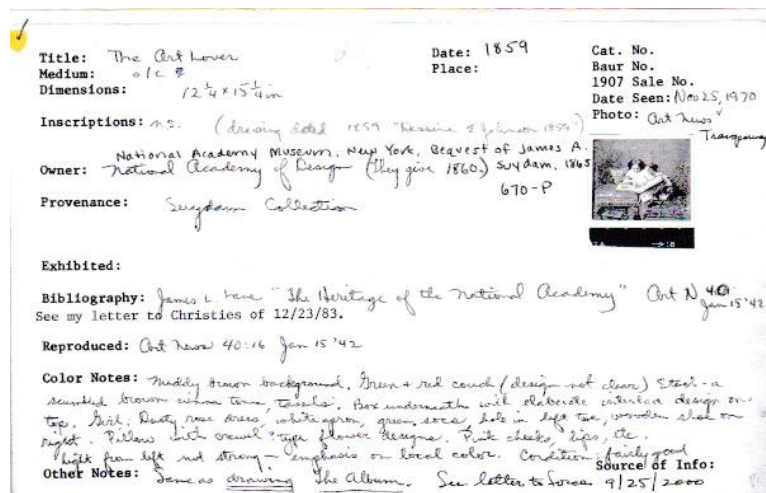 Title: The Art Lover
Date: 1859
Cat. No.
Medium: o/c
Place:
Baur No.
Dimensions: 12 1/4 x 15 1/4 in
1907 Sale No.
Date Seen: Nov 25, 1970
Inscriptions: n.s. (drawing dated 1859 "Dessiné E Johnson 1859")
Photo: Art News
Transparency
National Academy Museum, New York, Bequest of James A.
Owner: National Academy of Design (They give 1860.) Suydam, 1865
670-P
Provenance: Suydam Collection
Exhibited:
Bibliography: James L. Lane "The Heritage of the National Academy" Art N 40
Jan 15 '42
See my letter to Christies of 12/23/83.
Reproduced: Art News 40:16 Jan 15 '42
Color Notes: Muddy brown background. Green + red couch (design not clear) - a
scumbled brown sienna tone, tassels. Box underneath with elaborate interlace design on
top. Girl: Dusty rose dress, white apron, green socks, hole in left toe, wooden shoe on
right. Pillow with crewel type flower designs. Pink cheeks, lips, etc.
Light from left not strong - emphasis on local color. Condition: fairly good
Source of Info:
Other Notes: Same as drawing The Album. See letter to 9/25/2000